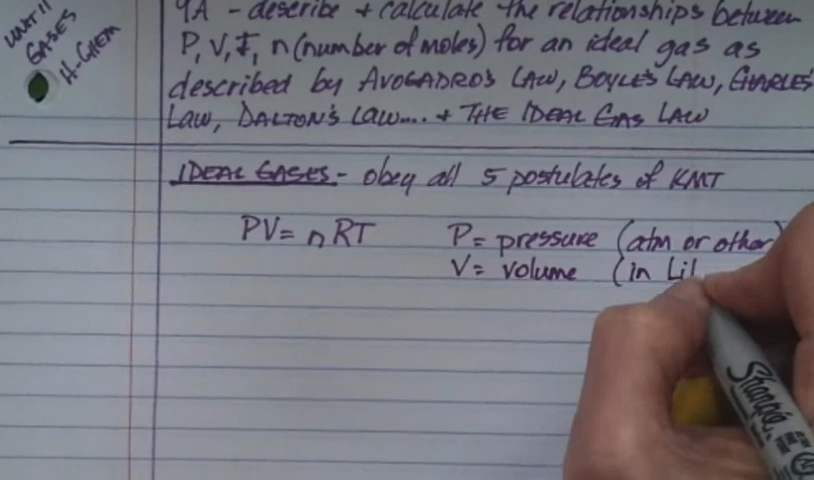 UNIT 11
GASES
H-CHEM
9A - describe + calculate the relationships between
P, V, T, n (number of moles) for an ideal gas as
described by AVOGADRO'S LAW, BOYLE'S LAW, CHARLES'
LAW, DALTON'S LAW.... + THE IDEAL GAS LAW
IDEAL GASES - obey all 5 postulates of KMT
PV = nRT P = pressure (atm or other)
V = volume (in Lit
Sharpie